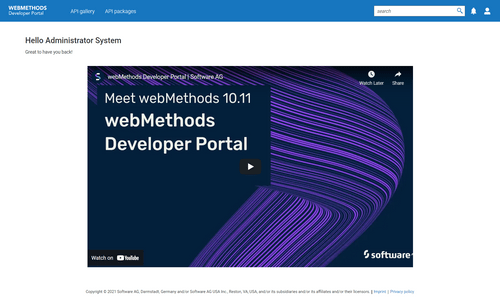 WEBMETHODS
Developer Portal
API gallery
API packages
search
Hello Administrator System
Great to have you back!
webMethods Developer Portal | Software AG
Watch Later
Share
Meet webMethods 10.11
webMethods
Developer Portal
Watch on YouTube
software
Copyright © 2021 Software AG, Darmstadt, Germany and/or Software AG USA Inc., Reston, VA, USA, and/or its subsidiaries and/or its affiliates and/or their licensors. || Imprint | Privacy policy